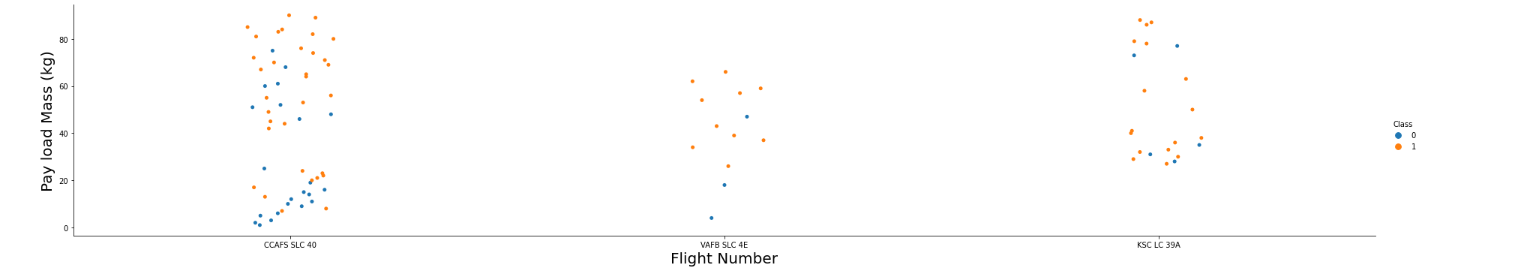 Pay load Mass (kg)
80
60
40
20
0
CCAFS SLC 40
VAFB SLC 4E
KSC LC 39A
Flight Number
Class
0
1